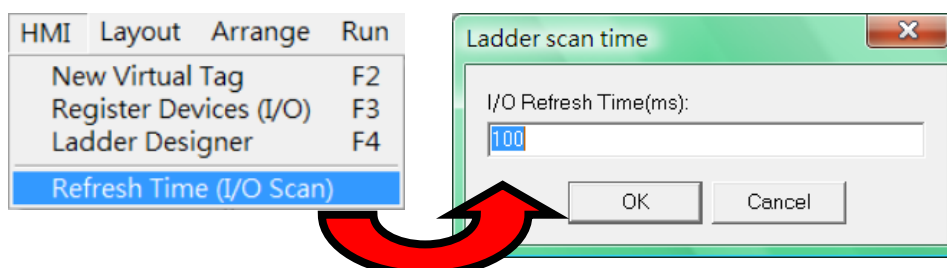 HMI Layout Arrange Run
New Virtual Tag F2
Register Devices (I/O) F3
Ladder Designer F4
Refresh Time (I/O Scan)
Ladder scan time
I/O Refresh Time(ms):
100
OK Cancel